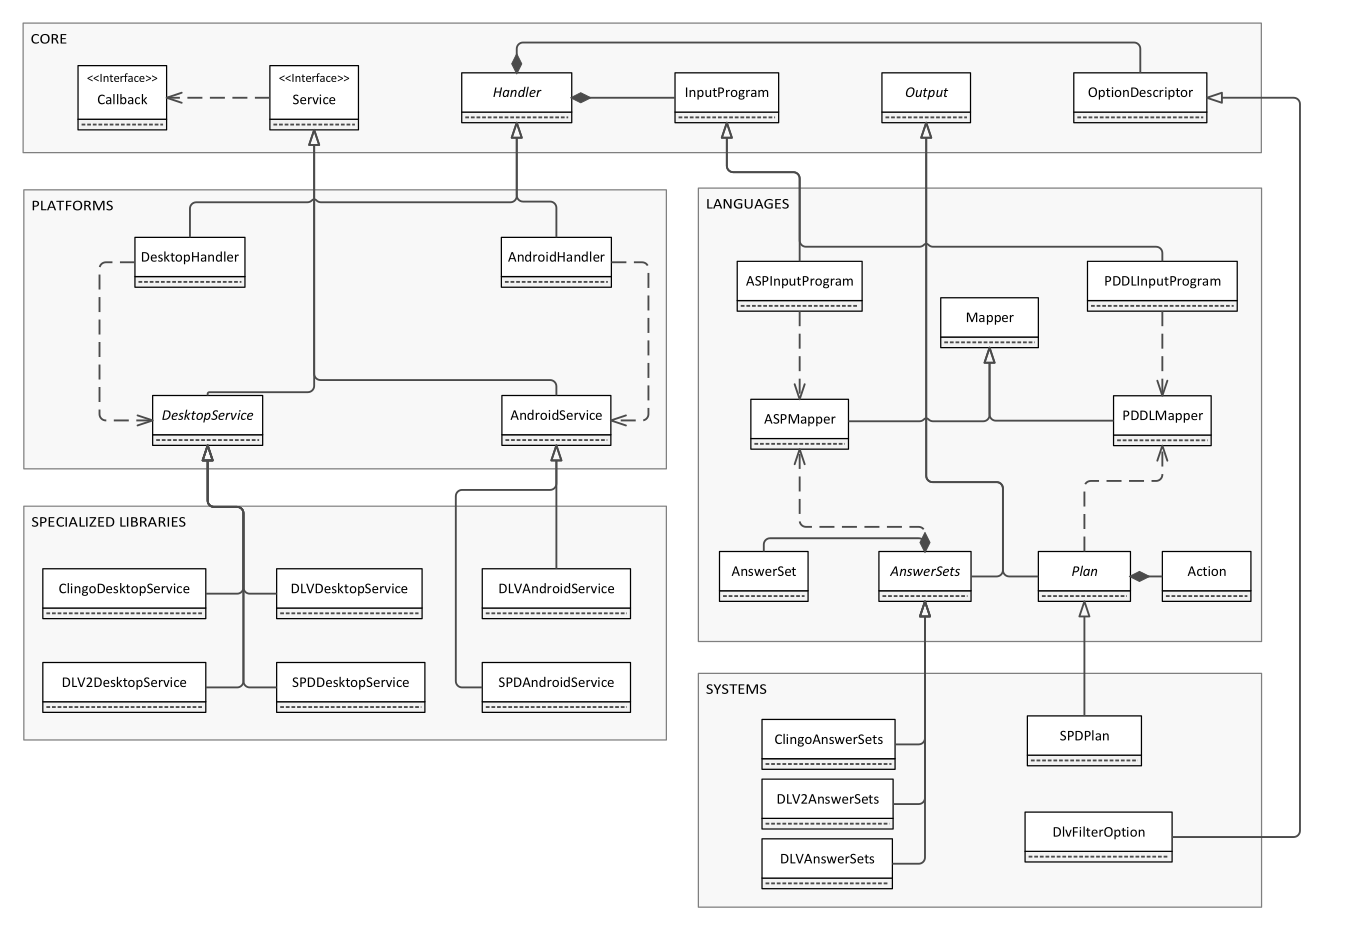 CORE
<<Interface>>
Callback
<<Interface>>
Service
Handler
InputProgram
Output
OptionDescriptor
PLATFORMS
DesktopHandler
AndroidHandler
DesktopService
AndroidService
LANGUAGES
ASPInputProgram
PDDLInputProgram
Mapper
ASPMapper
PDDLMapper
AnswerSet
AnswerSets
Plan
Action
SPECIALIZED LIBRARIES
ClingoDesktopService
DLVDesktopService
DLVAndroidService
DLV2DesktopService
SPDDesktopService
SPDAndroidService
SYSTEMS
ClingoAnswerSets
SPDPlan
DLV2AnswerSets
DlvFilterOption
DLVAnswerSets